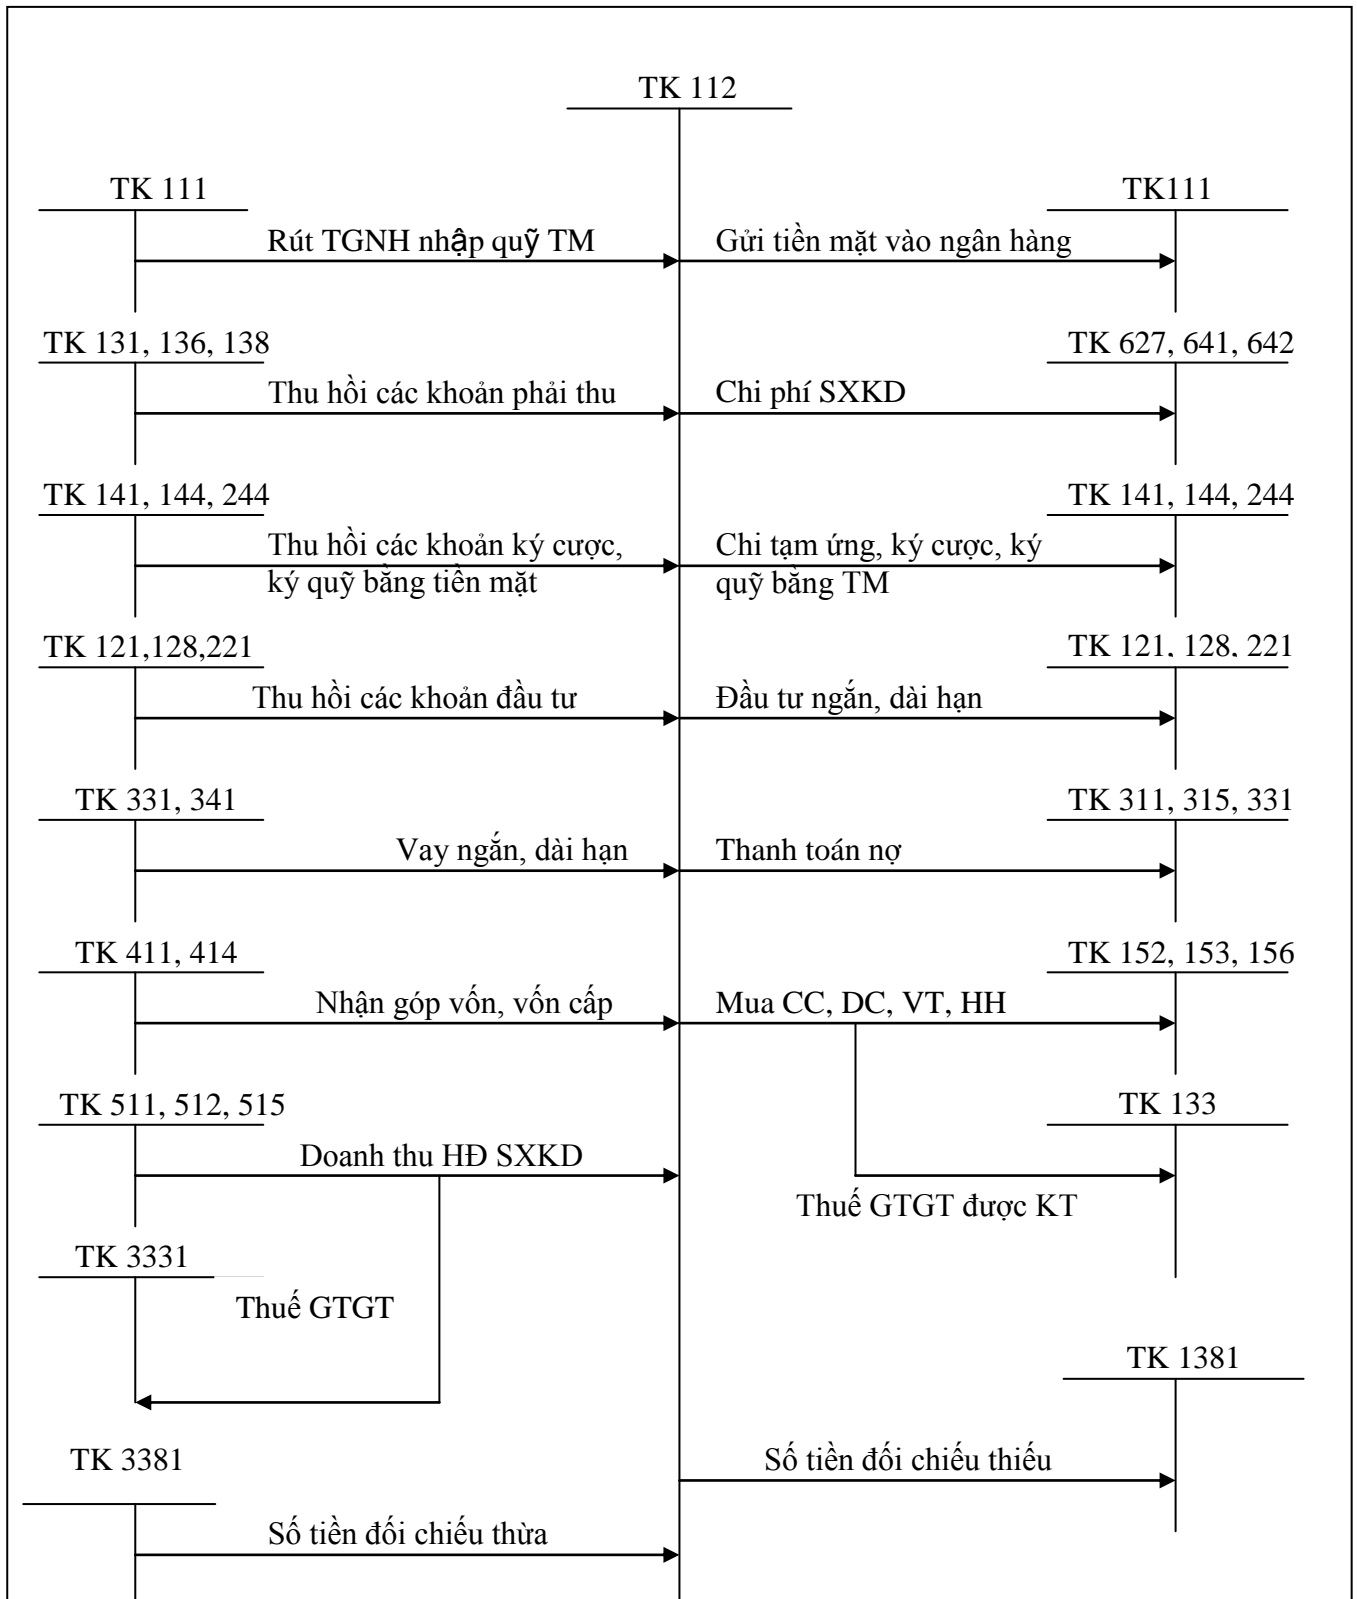 TK 112
TK 111
TK111
Rút TGNH nhập quỹ TM
Gửi tiền mặt vào ngân hàng
TK 131, 136, 138
TK 627, 641, 642
Thu hồi các khoản phải thu
Chi phí SXKD
TK 141, 144, 244
TK 141, 144, 244
Thu hồi các khoản ký cược,
ký quỹ bằng tiền mặt
Chi tạm ứng, ký cược, ký
quỹ bằng TM
TK 121,128,221
TK 121, 128, 221
Thu hồi các khoản đầu tư
Đầu tư ngắn, dài hạn
TK 331, 341
TK 311, 315, 331
Vay ngắn, dài hạn
Thanh toán nợ
TK 411, 414
TK 152, 153, 156
Nhận góp vốn, vốn cấp
Mua CC, DC, VT, HH
TK 511, 512, 515
TK 133
Doanh thu HĐ SXKD
Thuế GTGT được KT
TK 3331
Thuế GTGT
TK 1381
TK 3381
Số tiền đối chiếu thiếu
Số tiền đối chiếu thừa